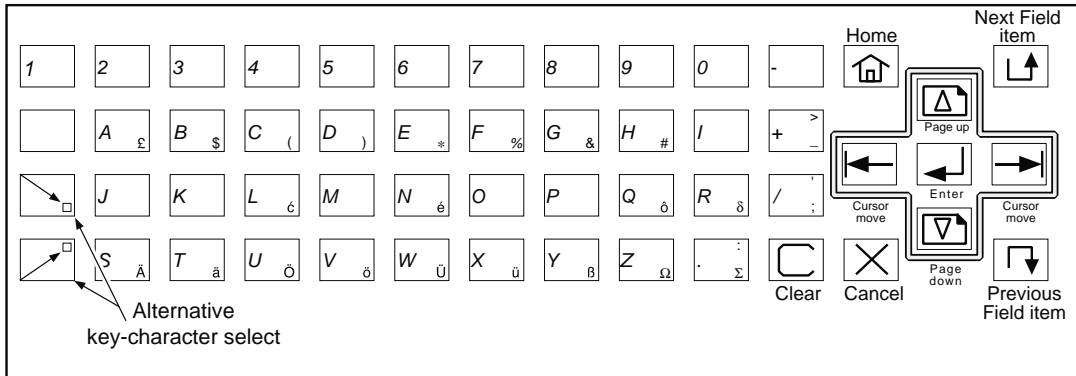 Next Field
item
Home
1 2 3 4 5 6 7 8 9 0 -
A £ B $ C ( D ) E * F % G & H # I + > _
Page up
J K L ć M N é O P Q ô R δ / ' ;
Enter
Cursor
move
Cursor
move
S Ä T ä U Ö V ö W Ü X ü Y ß Z Ω . : Σ
Page
down
Clear
Cancel
Previous
Field item
Alternative
key-character select